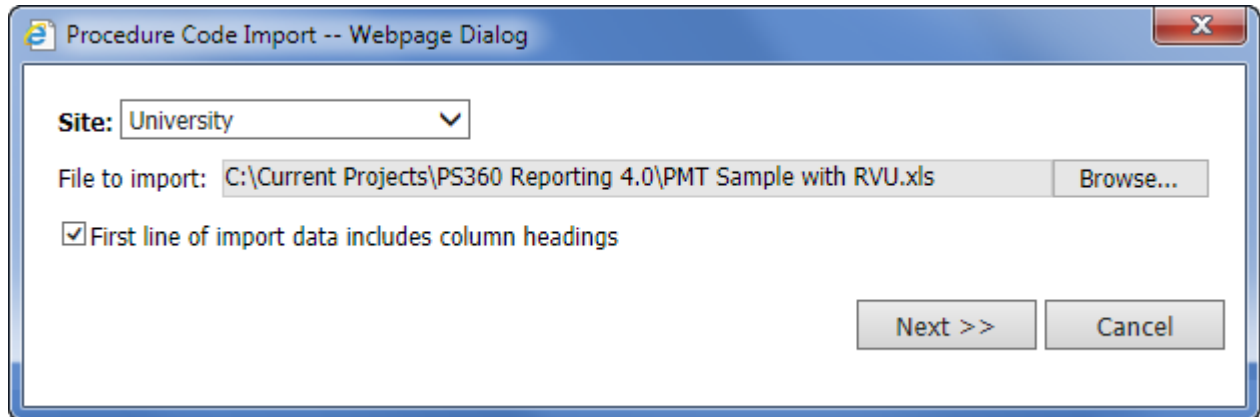 Procedure Code Import -- Webpage Dialog
Site: University
File to import: C:\Current Projects\PS360 Reporting 4.0\PMT Sample with RVU.xls Browse...
First line of import data includes column headings
Next >> Cancel